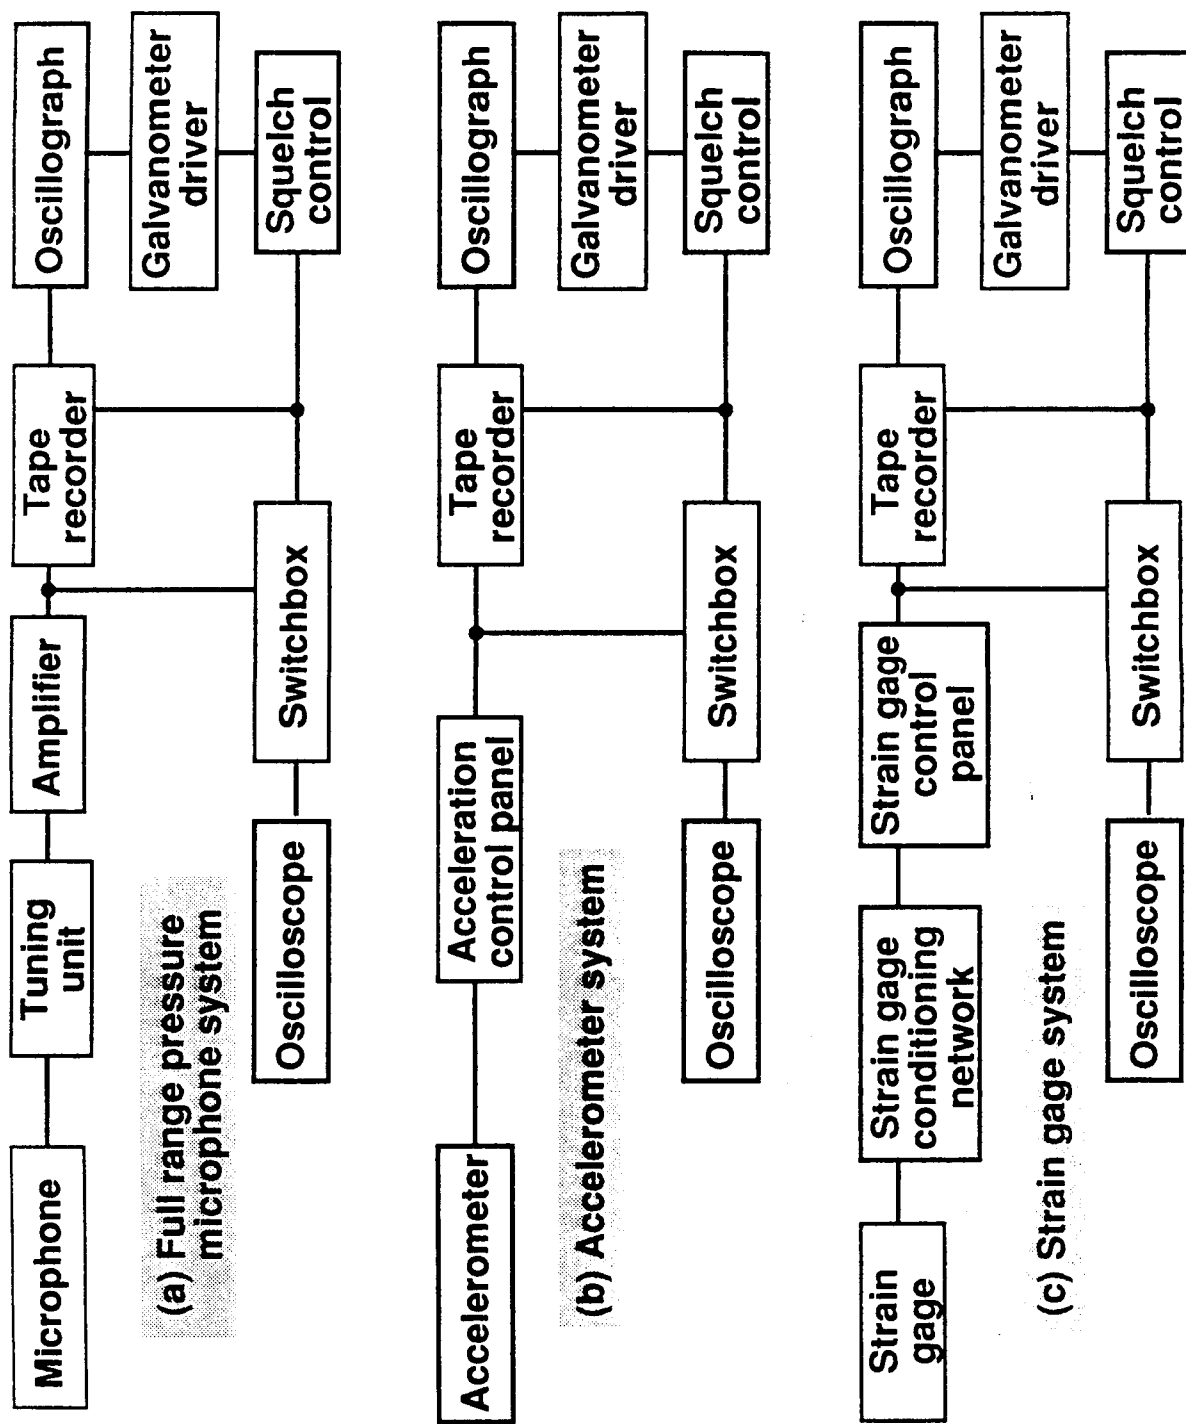 Microphone
Tuning
unit
Amplifier
Tape
recorder
Oscillograph
Galvanometer
driver
Squelch
control
Switchbox
Oscilloscope
(a) Full range pressure
microphone system
Accelerometer
Acceleration
control panel
Tape
recorder
Oscillograph
Galvanometer
driver
Squelch
control
Switchbox
Oscilloscope
(b) Accelerometer system
Strain
gage
Strain gage
conditioning
network
Strain gage
control
panel
Tape
recorder
Oscillograph
Galvanometer
driver
Squelch
control
Switchbox
Oscilloscope
(c) Strain gage system